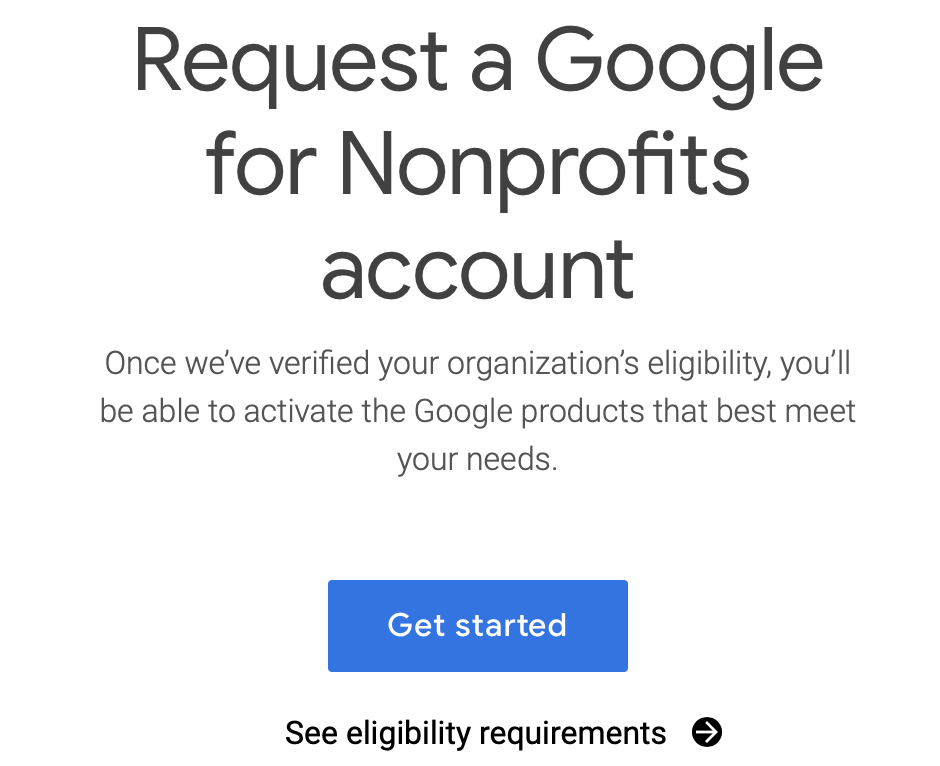 Request a Google
for Nonprofits
account
Once we’ve verified your organization’s eligibility, you’ll
be able to activate the Google products that best meet
your needs.
Get started
See eligibility requirements